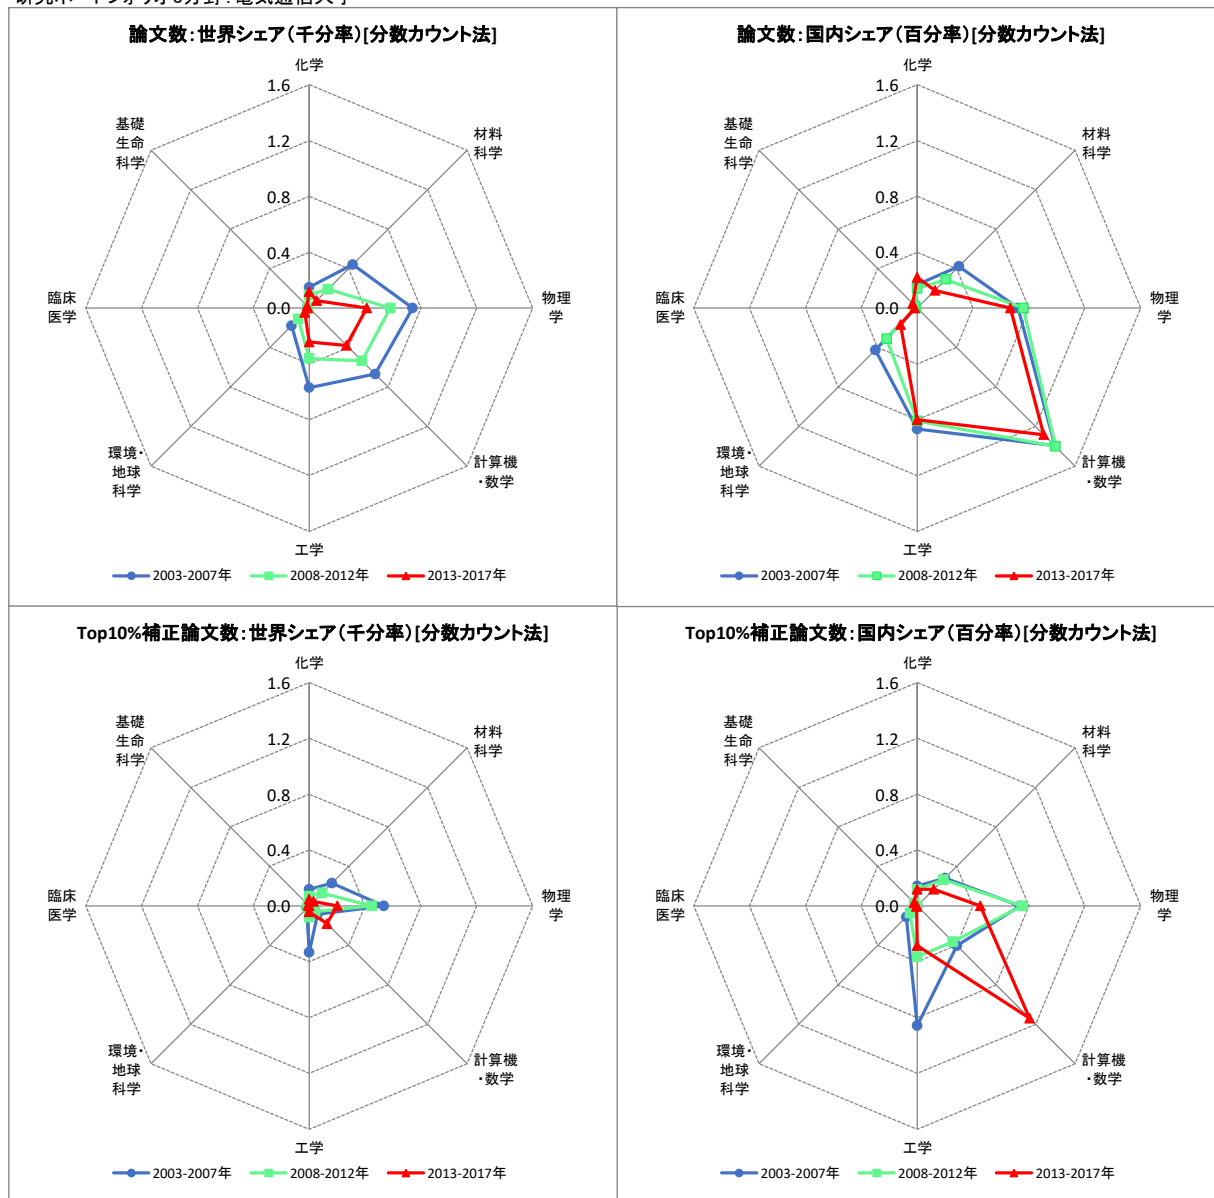 論文数:世界シェア(千分率)[分数カウント法]
化学
1.6
基礎
生命
科学
材料
科学
1.2
0.8
0.4
臨床
医学
0.0
物理
学
環境・
地球
科学
計算機
・数学
工学
2003-2007年 2008-2012年 2013-2017年
論文数:国内シェア(百分率)[分数カウント法]
化学
1.6
基礎
生命
科学
材料
科学
1.2
0.8
0.4
臨床
医学
0.0
物理
学
環境・
地球
科学
計算機
・数学
工学
2003-2007年 2008-2012年 2013-2017年
Top10%補正論文数:世界シェア(千分率)[分数カウント法]
化学
1.6
基礎
生命
科学
材料
科学
1.2
0.8
0.4
臨床
医学
0.0
物理
学
環境・
地球
科学
計算機
・数学
工学
2003-2007年 2008-2012年 2013-2017年
Top10%補正論文数:国内シェア(百分率)[分数カウント法]
化学
1.6
基礎
生命
科学
材料
科学
1.2
0.8
0.4
臨床
医学
0.0
物理
学
環境・
地球
科学
計算機
・数学
工学
2003-2007年 2008-2012年 2013-2017年